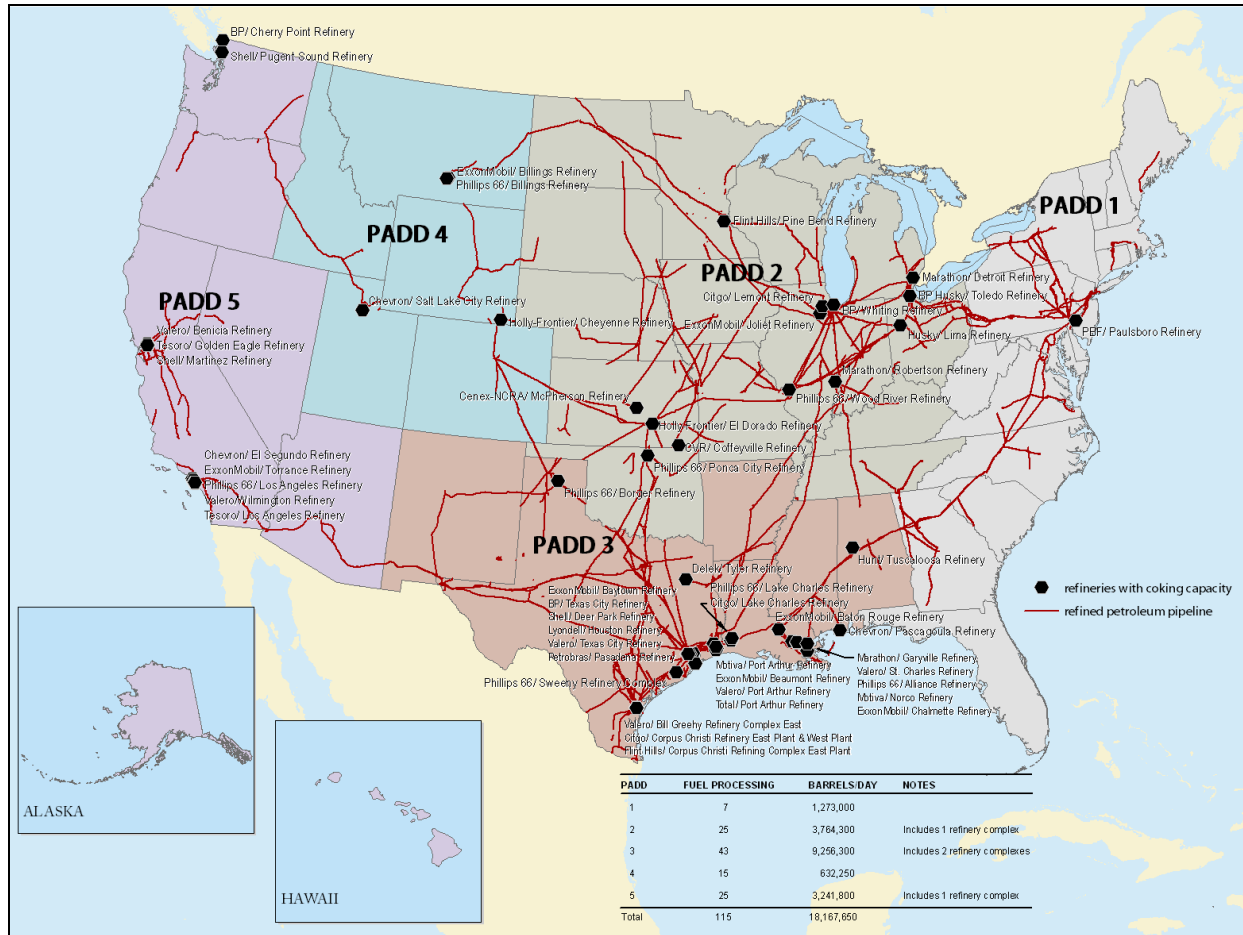 BP/ Cherry Point Refinery
Shell/ Pugent Sound Refinery
PADD 1
ExxonMobil/ Billings Refinery
Phillips 66/ Billings Refinery
PADD 4
Flint Hills/ Pine Bend Refinery
PADD 2
Marathon/ Detroit Refinery
BP Husky/ Toledo Refinery
PADD 5
Chevron/ Salt Lake City Refinery
Citgo/ Lemont Refinery
BP/ Whiting Refinery
Holly-Frontier/ Cheyenne Refinery
ExxonMobil/ Joliet Refinery
Husky/ Lima Refinery
PBF/ Paulsboro Refinery
Valero/ Benicia Refinery
Tesoro/ Golden Eagle Refinery
Shell/ Martinez Refinery
Marathon/ Robertson Refinery
Cenex-NCRA/ McPherson Refinery
Phillips 66/ Wood River Refinery
Holly Frontier/ El Dorado Refinery
CVR/ Coffeyville Refinery
Phillips 66/ Ponca City Refinery
Chevron/ El Segundo Refinery
ExxonMobil/ Torrance Refinery
Phillips 66/ Los Angeles Refinery
Valero/Wilmington Refinery
Tesoro/ Los Angeles Refinery
Phillips 66/ Borger Refinery
PADD 3
Hunt/ Tuscaloosa Refinery
Delek/ Tyler Refinery
Phillips 66/ Lake Charles Refinery
Citgo/ Lake Charles Refinery
ExxonMobil/ Baytown Refinery
BP/ Texas City Refinery
Shell/ Deer Park Refinery
Lyondell/ Houston Refinery
Valero/ Texas City Refinery
Petrobras/ Pasadena Refinery
ExxonMobil/ Baton Rouge Refinery
Chevron/ Pascagoula Refinery
refineries with coking capacity
refined petroleum pipeline
Phillips 66/ Sweeny Refinery Complex
Motiva/ Port Arthur Refinery
ExxonMobil/ Beaumont Refinery
Valero/ Port Arthur Refinery
Total/ Port Arthur Refinery
Marathon/ Garyville Refinery
Valero/ St. Charles Refinery
Phillips 66/ Alliance Refinery
Motiva/ Norco Refinery
ExxonMobil/ Chalmette Refinery
Valero/ Bill Greehy Refinery Complex East
Citgo/ Corpus Christi Refinery East Plant & West Plant
Flint Hills/ Corpus Christi Refining Complex East Plant
ALASKA
HAWAII
PADD FUEL PROCESSING BARRELS/DAY NOTES
1 7 1,273,000
2 25 3,764,300 Includes 1 refinery complex
3 43 9,256,300 Includes 2 refinery complexes
4 15 632,250
5 25 3,241,800 Includes 1 refinery complex
Total 115 18,167,650